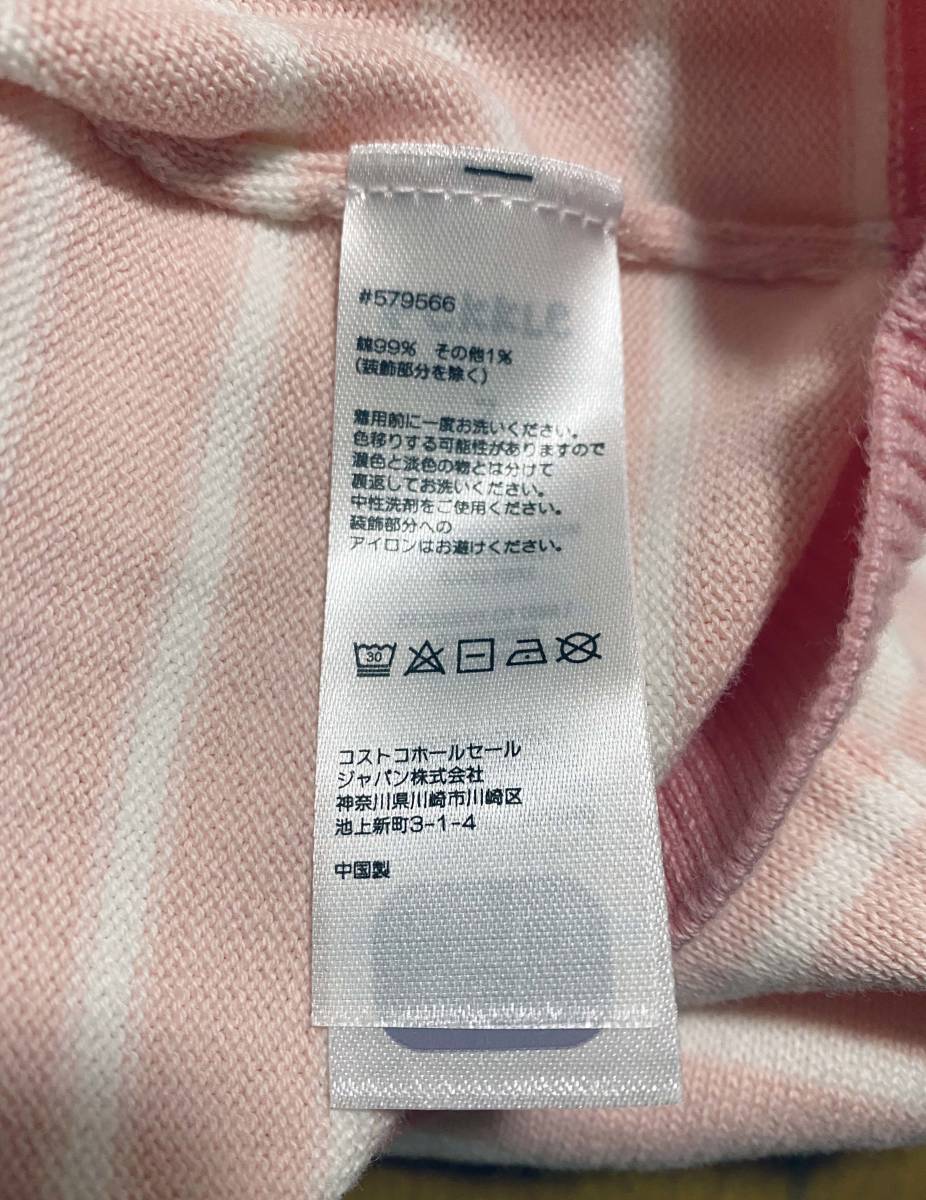 #579566
綿99% その他1%
(装飾部分を除く)
着用前に一度お洗いください。
色移りする可能性がありますので
濃色と淡色の物とは分けて
裏返してお洗いください。
中性洗剤をご使用ください。
装飾部分への
アイロンはお避けください。
30
コストコホールセール
ジャパン株式会社
神奈川県川崎市川崎区
池上新町3-1-4
中国製